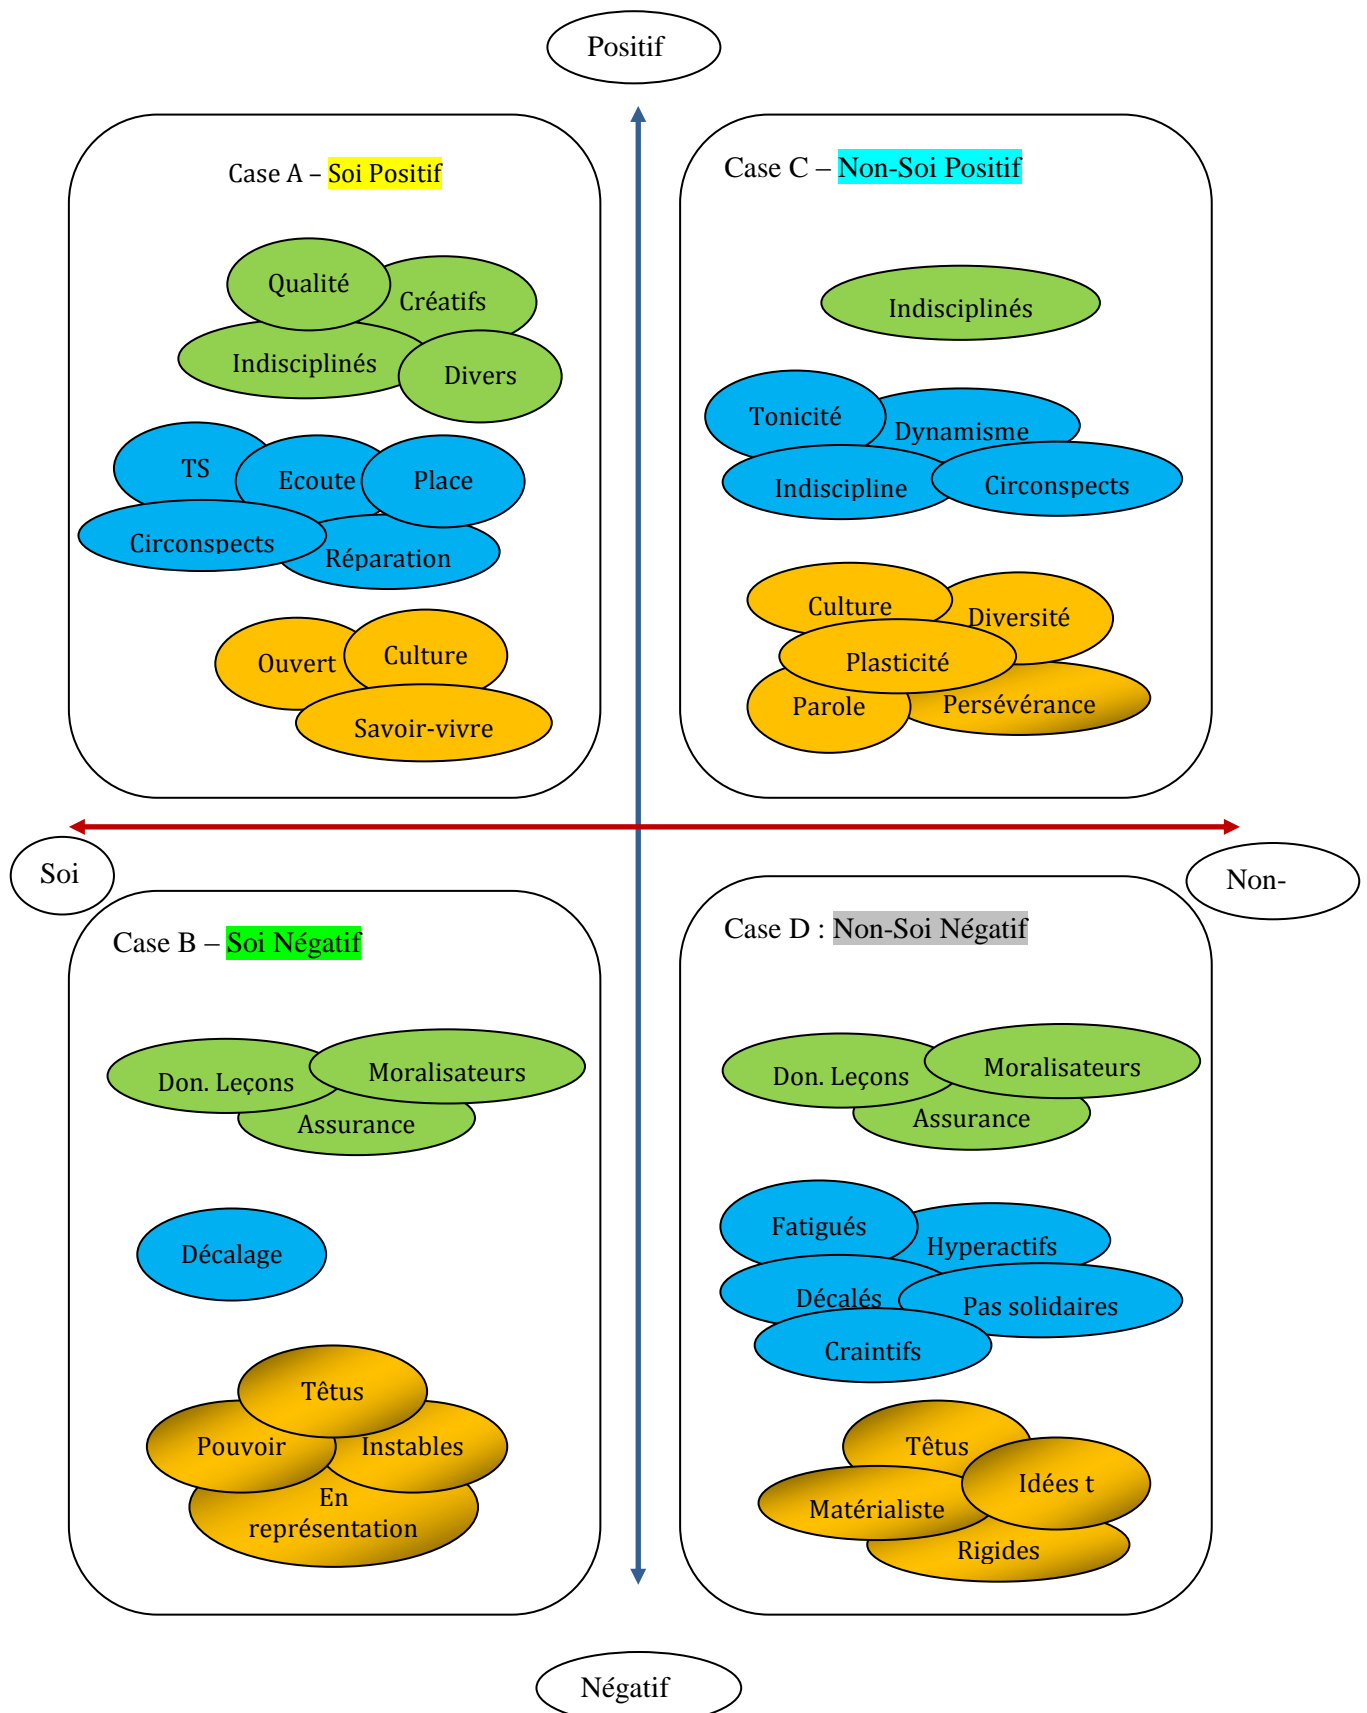 Positif
Case A – Soi Positif
Qualité
Créatifs
Indisciplinés
Divers
TS
Ecoute
Place
Circonspects
Réparation
Ouvert
Culture
Savoir-vivre
Case C – Non-Soi Positif
Indisciplinés
Tonicité
Dynamisme
Indiscipline
Circonspects
Culture
Diversité
Plasticité
Parole
Persévérance
Soi
Non-
Case B – Soi Négatif
Don. Leçons
Moralisateurs
Assurance
Décalage
Têtus
Pouvoir
Instables
En
représentation
Case D : Non-Soi Négatif
Don. Leçons
Moralisateurs
Assurance
Fatigués
Hyperactifs
Décalés
Pas solidaires
Craintifs
Têtus
Idées t
Matérialiste
Rigides
Négatif